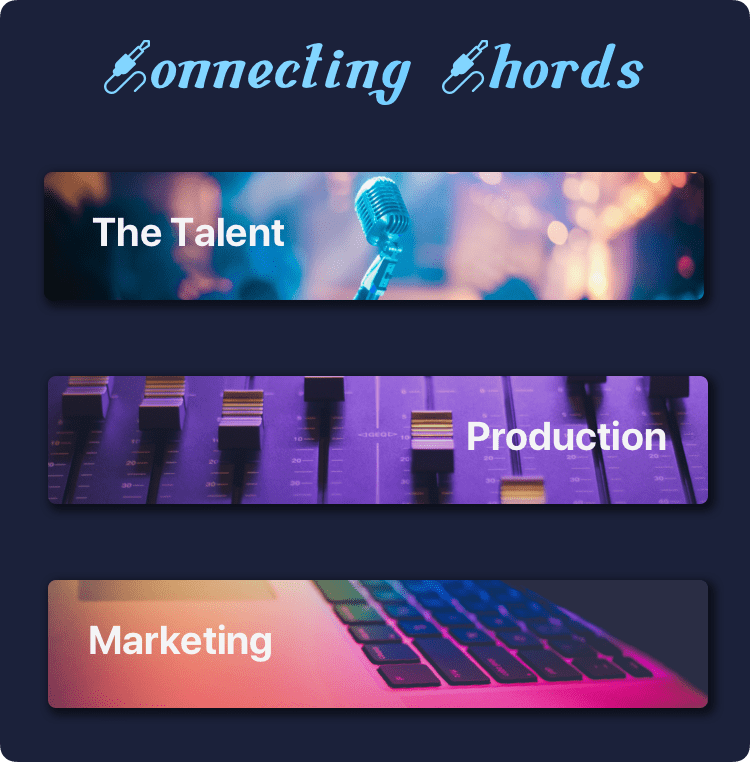 Connecting Chords
The Talent
Production
Marketing